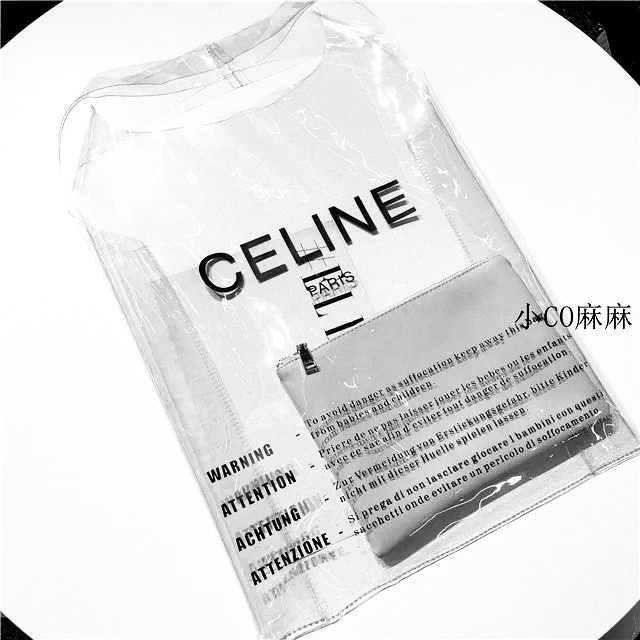 CELINE
PARIS
小CO麻麻
WARNING - To avoid danger as suffocation keep away this
from babies and children.
ATTENTION - Priere de ne pas laisser jouer les bebes ou les enfants
avec ce sac afin d'eviter tout danger de suffocation.
ACHTUNG - Zur Vermeidung von Erstickungsgefahr, bitte Kinder
nicht mit dieser Huelle spielen lassen.
ATTENZIONE - Si prega di non lasciare giocare i bambini con questi
sacchetti onde evitare un pericolo di soffocamento.